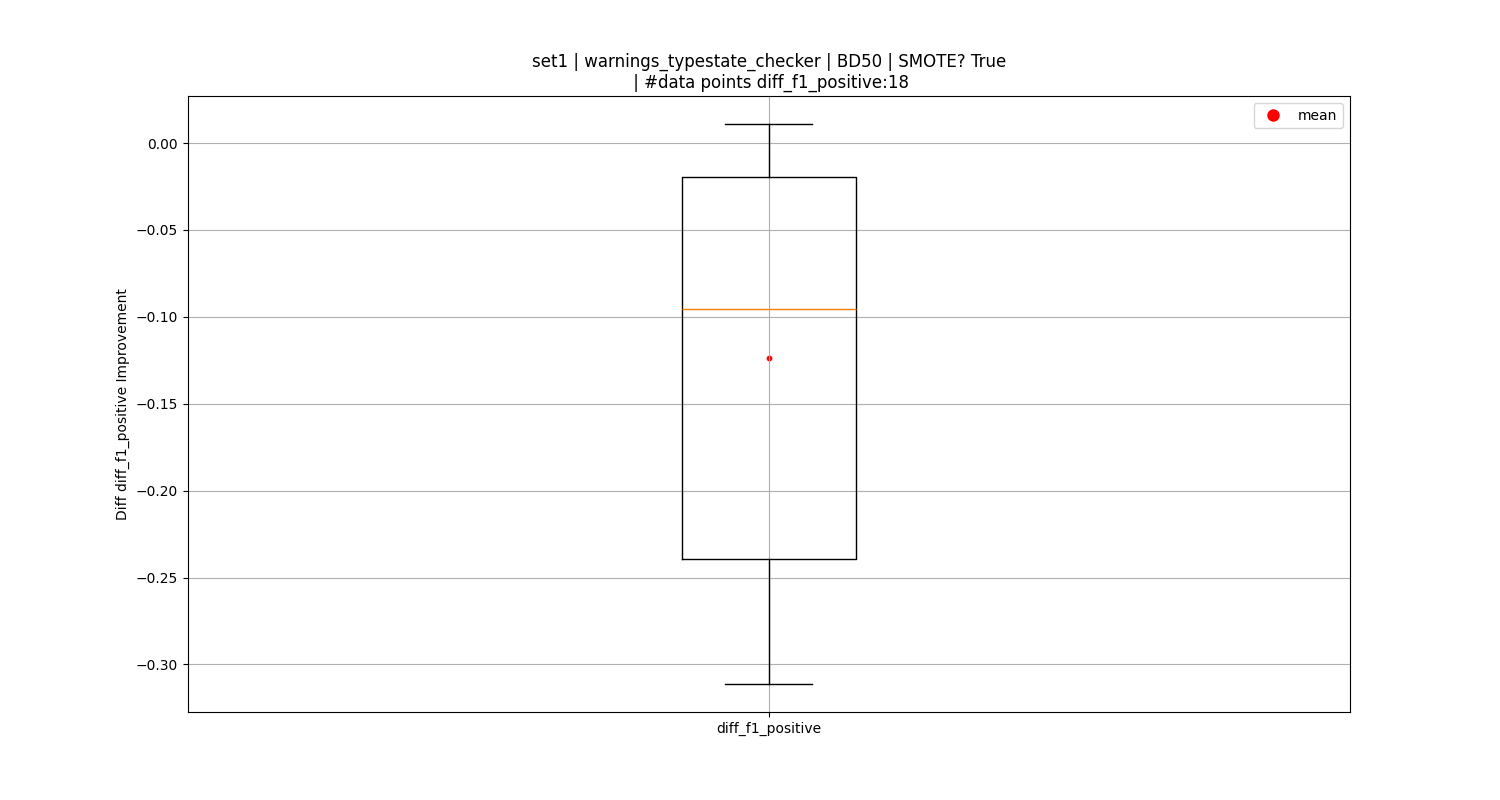 set1 | warnings_typestate_checker | BD50 | SMOTE? True
| #data points diff_f1_positive:18
mean
0.00
−0.05
−0.10
−0.15
−0.20
−0.25
−0.30
Diff diff_f1_positive Improvement
diff_f1_positive